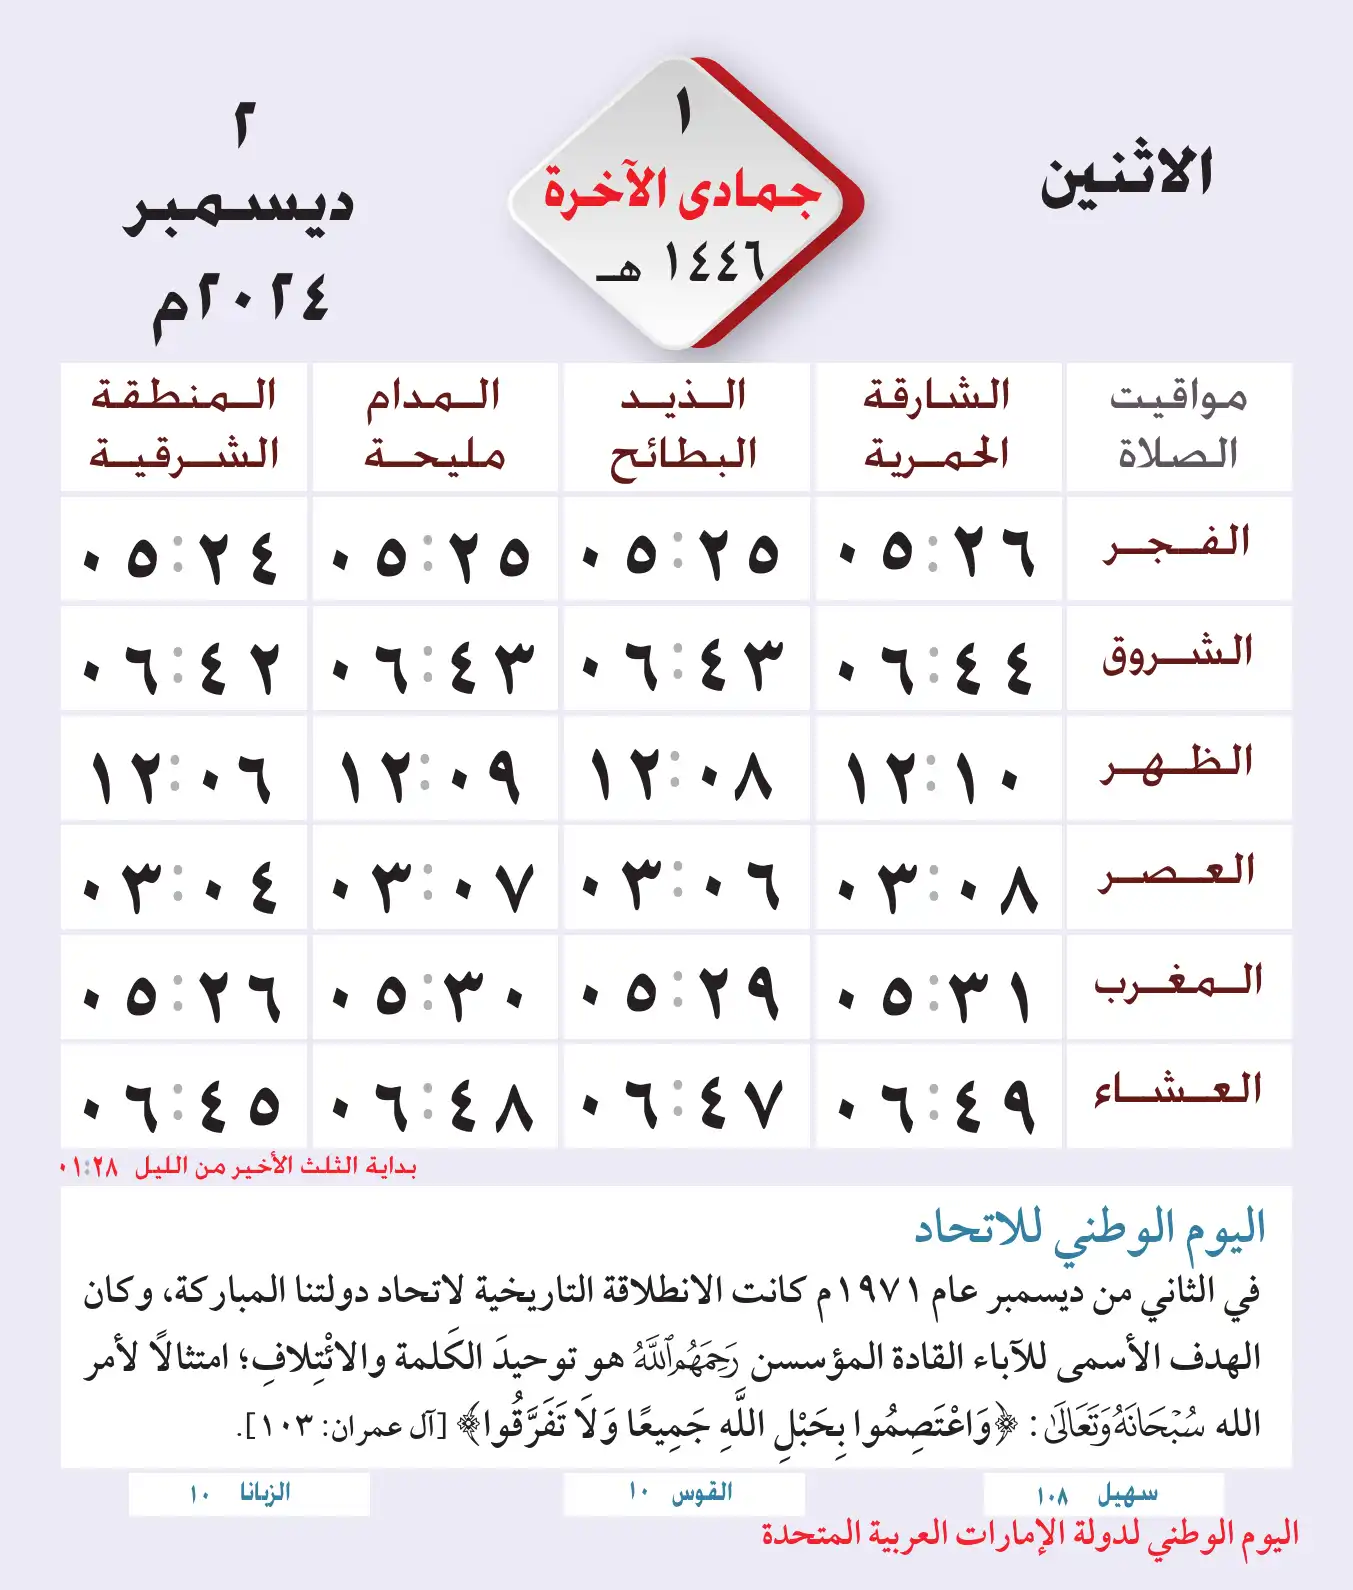 الاثنين
١
جمادى الآخرة
١٤٤٦ هـ
٢
ديسمبر
٢٠٢٤م
مواقيت الصلاة	الشارقة الحمرية	الذيد البطائح	المدام مليحة	المنطقة الشرقية
الفجر	٠٥:٢٦	٠٥:٢٥	٠٥:٢٥	٠٥:٢٤
الشروق	٠٦:٤٤	٠٦:٤٣	٠٦:٤٣	٠٦:٤٢
الظهر	١٢:١٠	١٢:٠٨	١٢:٠٩	١٢:٠٦
العصر	٠٣:٠٨	٠٣:٠٦	٠٣:٠٧	٠٣:٠٤
المغرب	٠٥:٣١	٠٥:٢٩	٠٥:٣٠	٠٥:٢٦
العشاء	٠٦:٤٩	٠٦:٤٧	٠٦:٤٨	٠٦:٤٥
بداية الثلث الأخير من الليل ٠١:٢٨
اليوم الوطني للاتحاد
في الثاني من ديسمبر عام ١٩٧١م كانت الانطلاقة التاريخية لاتحاد دولتنا المباركة، وكان
الهدف الأسمى للآباء القادة المؤسسن رَحِمَهُمُ ٱللَّهُ هو توحيدَ الكَلمة والائْتِلافِ؛ امتثالًا لأمر
الله سُبْحَانَهُ وَتَعَالَىٰ: ﴿وَاعْتَصِمُوا بِحَبْلِ اللَّهِ جَمِيعًا وَلَا تَفَرَّقُوا﴾ [آل عمران: ١٠٣].
سهيل ١٠٨	القوس ١٠	الزبانا ١٠
اليوم الوطني لدولة الإمارات العربية المتحدة